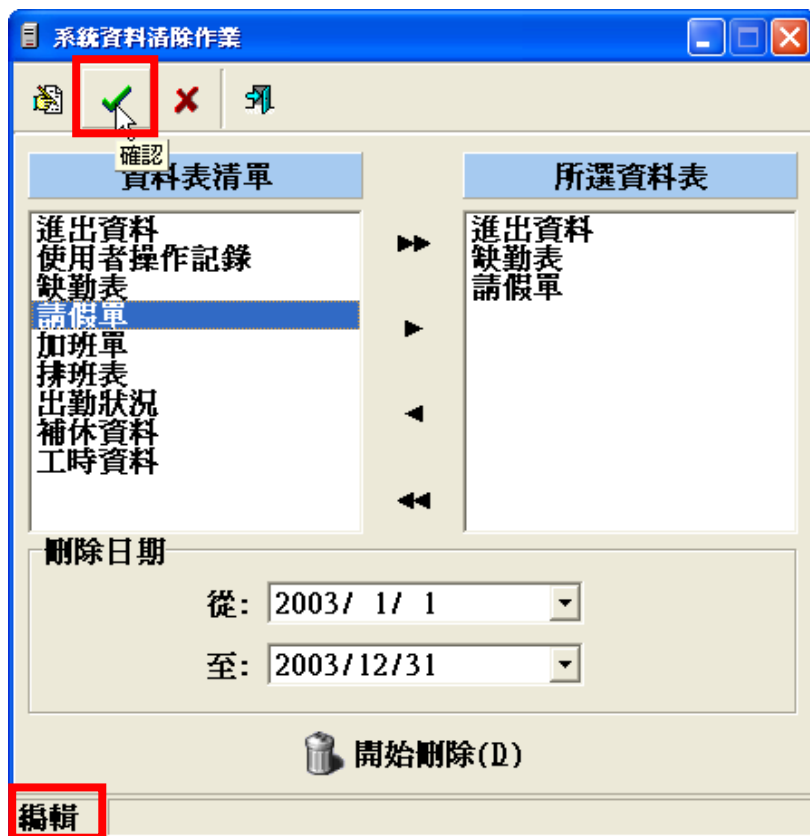 系統資料清除作業
確認
資料表清單
所選資料表
進出資料
使用者操作記錄
缺勤表
請假單
加班單
排班表
出勤狀況
補休資料
工時資料
進出資料
缺勤表
請假單
刪除日期
從: 2003/ 1/ 1
至: 2003/12/31
開始刪除(D)
編輯